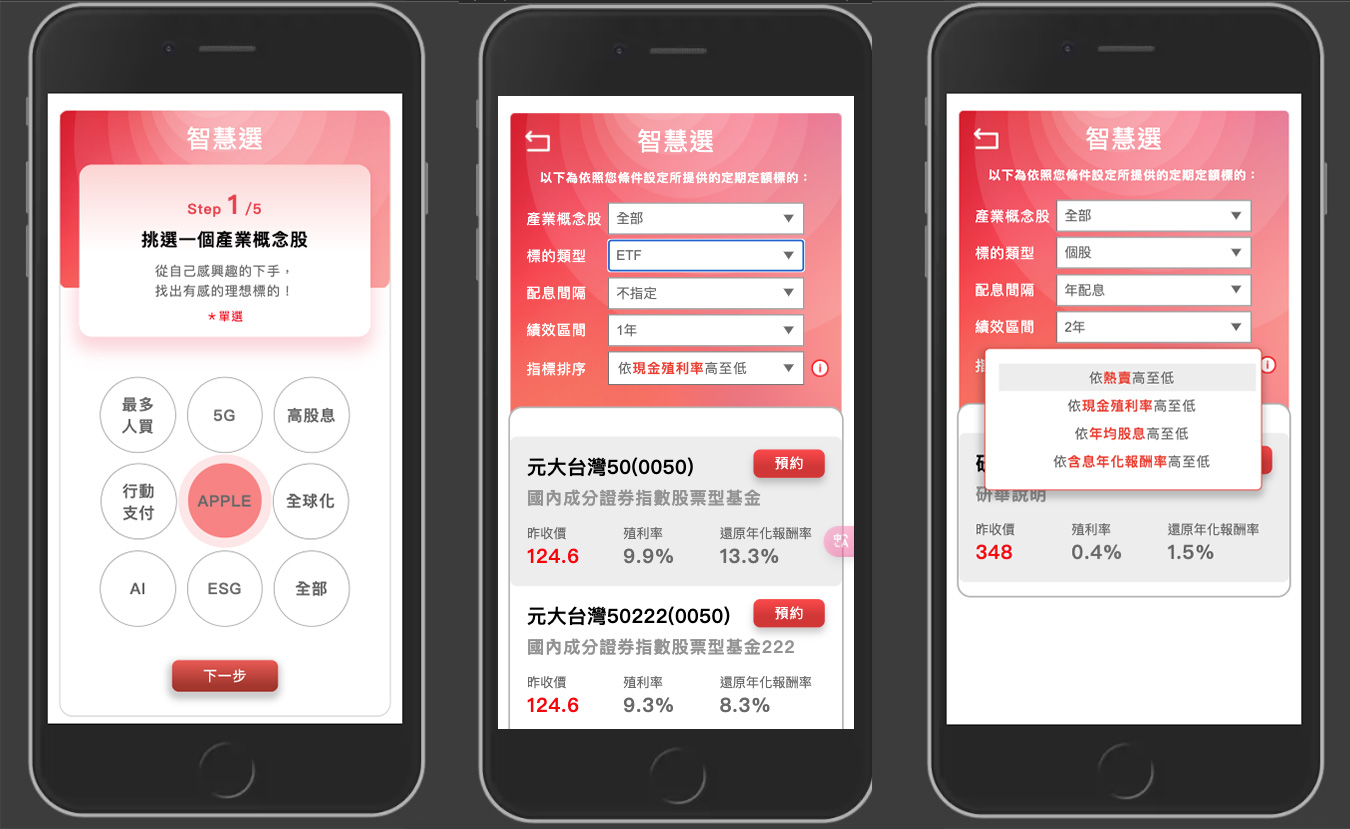 智慧選
Step 1 /5
挑選一個產業概念股
從自己感興趣的下手，
找出有感的理想標的！
*單選
最多
人買
5G
高股息
行動
支付
APPLE
全球化
AI
ESG
全部
下一步
智慧選
以下為依照您條件設定所提供的定期定額標的：
產業概念股 全部
標的類型 ETF
配息間隔 不指定
績效區間 1年
指標排序 依現金殖利率高至低
元大台灣50(0050) 預約
國內成分證券指數股票型基金
昨收價 殖利率 還原年化報酬率
124.6 9.9% 13.3%
元大台灣50222(0050) 預約
國內成分證券指數股票型基金222
昨收價 殖利率 還原年化報酬率
124.6 9.3% 8.3%
智慧選
以下為依照您條件設定所提供的定期定額標的：
產業概念股 全部
標的類型 個股
配息間隔 年配息
績效區間 2年
依熱賣高至低
依現金殖利率高至低
依年均股息高至低
依含息年化報酬率高至低
研華說明
昨收價 殖利率 還原年化報酬率
348 0.4% 1.5%